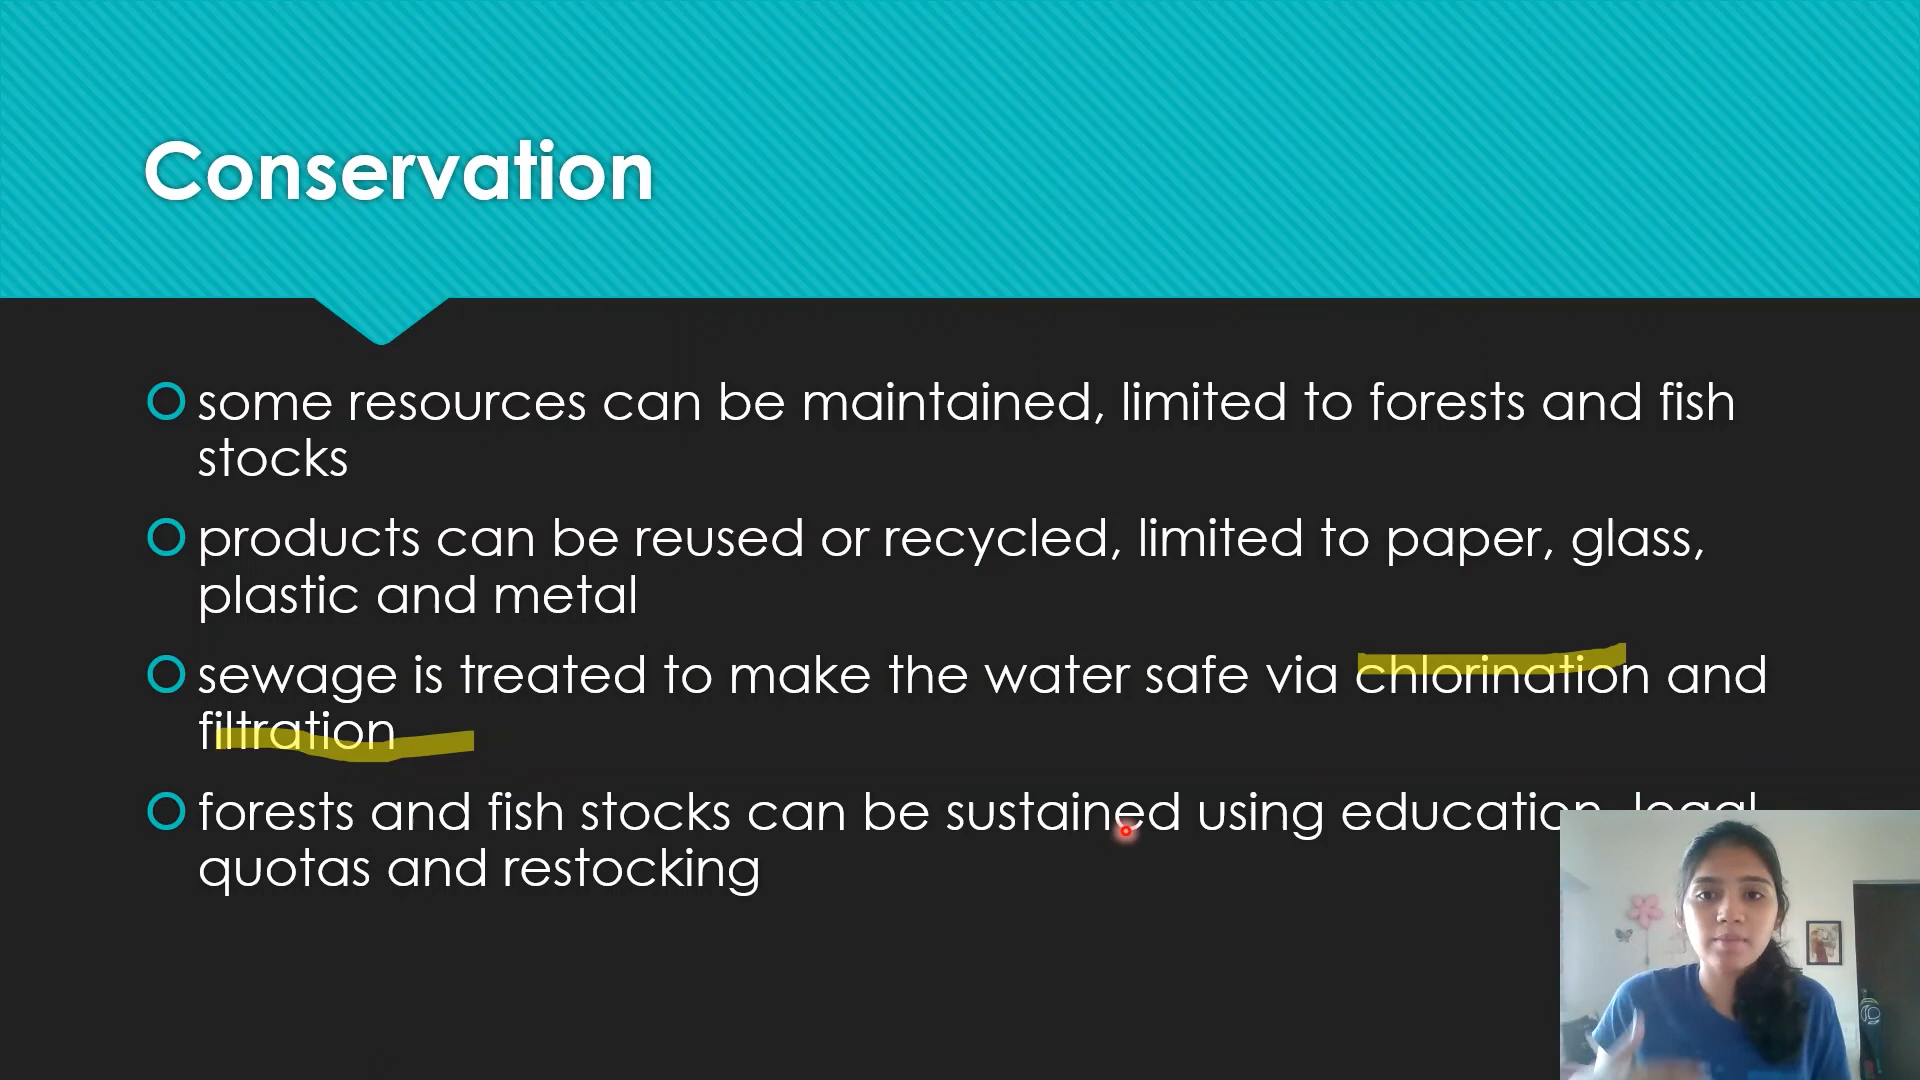 Conservation
some resources can be maintained, limited to forests and fish
stocks
products can be reused or recycled, limited to paper, glass,
plastic and metal
sewage is treated to make the water safe via chlorination and
filtration
forests and fish stocks can be sustained using education, legal
quotas and restocking